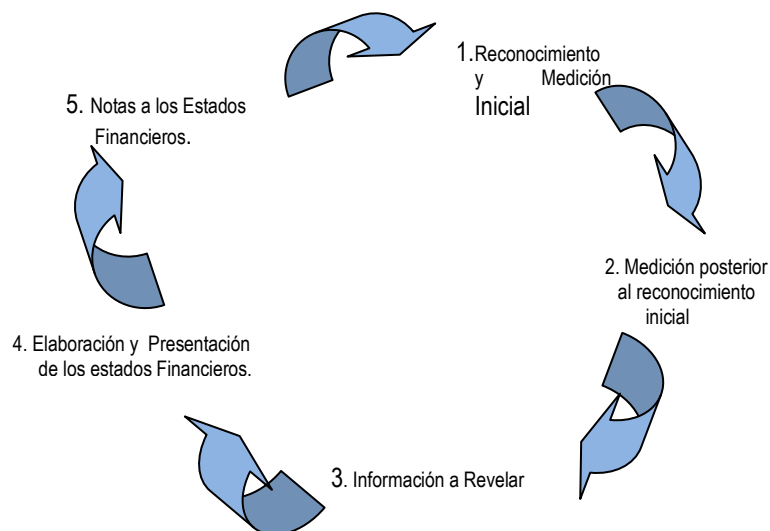 1.Reconocimiento
y Medición
Inicial
2. Medición posterior
al reconocimiento
inicial
3. Información a Revelar
4. Elaboración y Presentación
de los estados Financieros.
5. Notas a los Estados
Financieros.